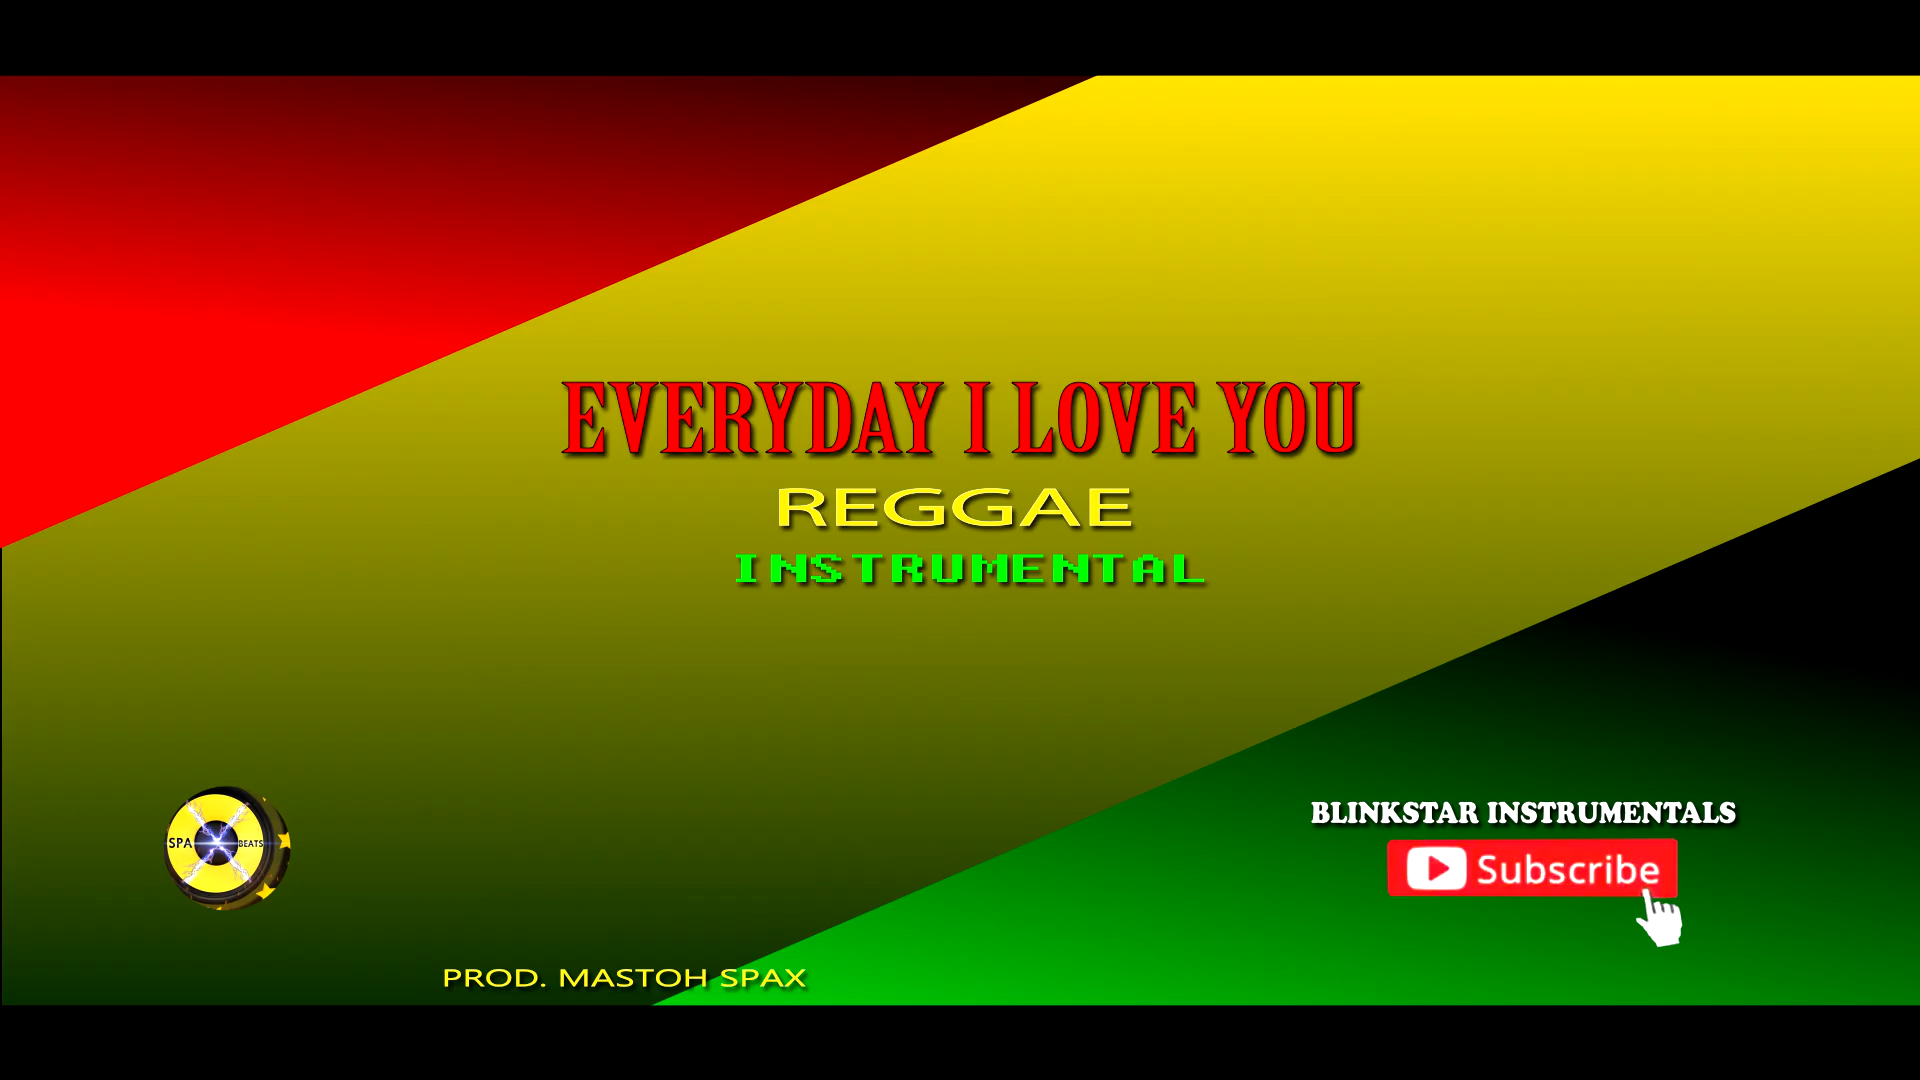 EVERYDAY I LOVE YOU
REGGAE
INSTRUMENTAL
SPA BEATS
BLINKSTAR INSTRUMENTALS
Subscribe
PROD. MASTOH SPAX